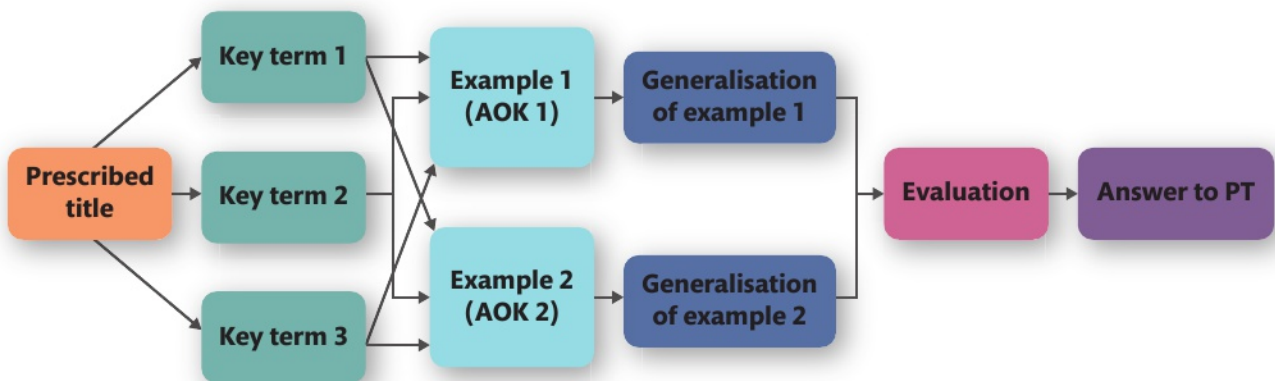 Prescribed
title
Key term 1
Key term 2
Key term 3
Example 1
(AOK 1)
Example 2
(AOK 2)
Generalisation
of example 1
Generalisation
of example 2
Evaluation
Answer to PT